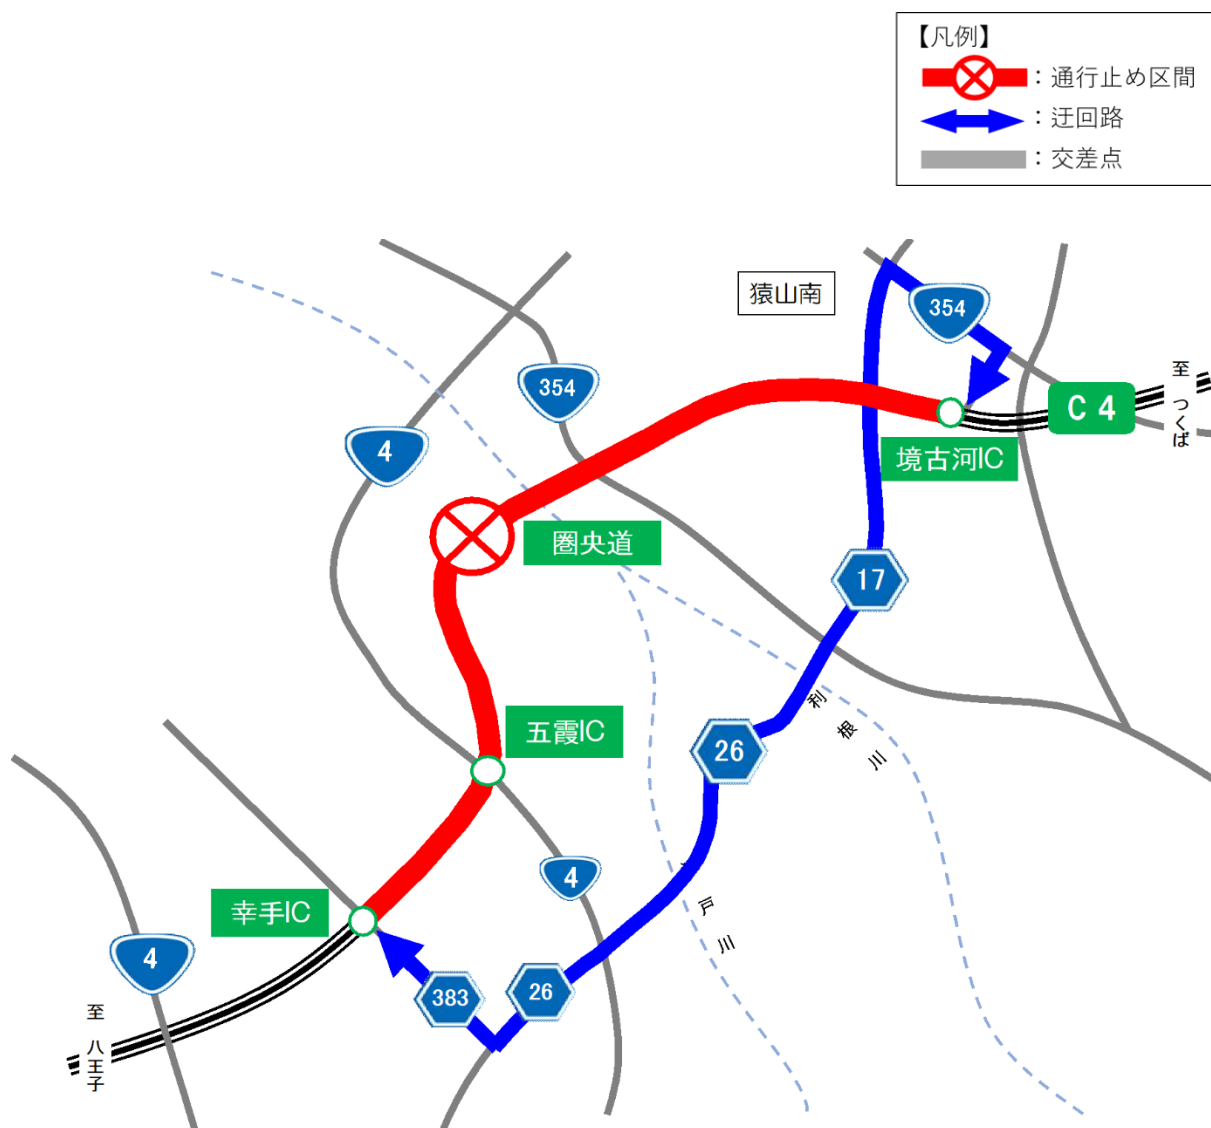 【凡例】
：通行止め区間
：迂回路
：交差点
猿山南
354
354
至 つくば
C 4
4
境古河IC
圏央道
17
利根川
五霞IC
26
4
幸手IC
戸川
4
383
26
至 八王子